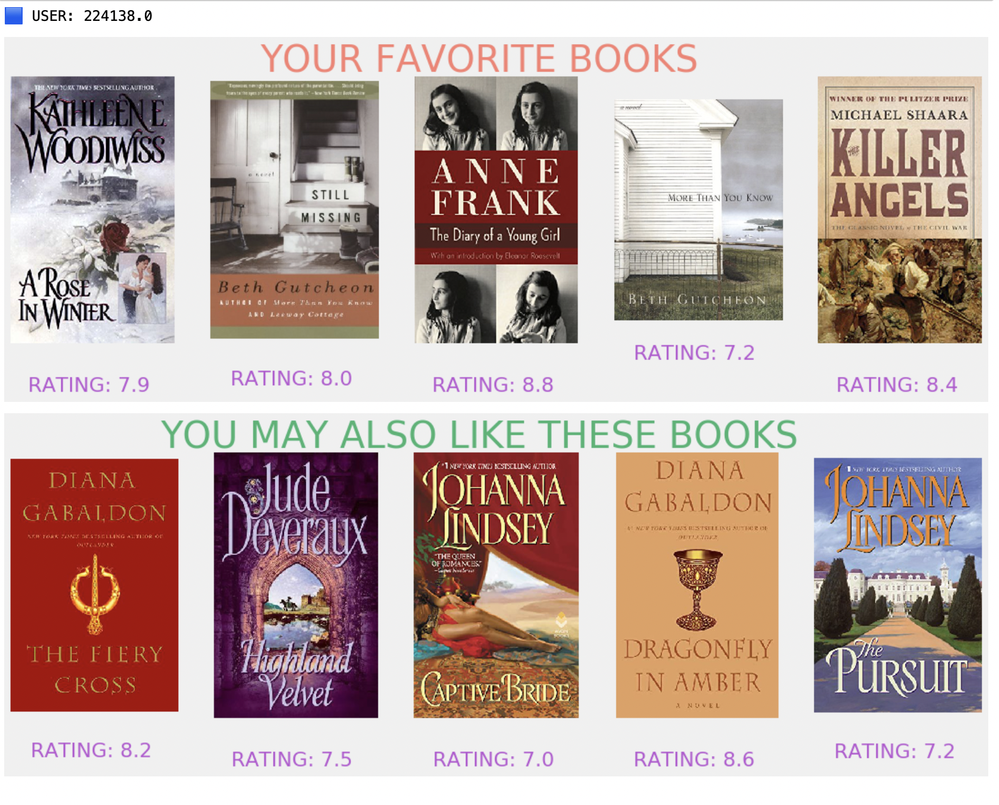 USER: 224138.0
YOUR FAVORITE BOOKS
THE NEW YORK TIMES BESTSELLING AUTHOR
KATHLEEN E
WOODIWISS
A ROSE
IN WINTER
RATING: 7.9
a novel
STILL
MISSING
Beth Gutcheon
AUTHOR OF More Than You Know
AND Leeway Cottage
RATING: 8.0
ANNE
FRANK
The Diary of a Young Girl
With an introduction by Eleanor Roosevelt
RATING: 8.8
a novel
MORE THAN YOU KNOW
BETH GUTCHEON
RATING: 7.2
WINNER OF THE PULITZER PRIZE
MICHAEL SHAARA
THE
KILLER
ANGELS
THE CLASSIC NOVEL of THE CIVIL WAR
RATING: 8.4
YOU MAY ALSO LIKE THESE BOOKS
DIANA
GABALDON
NEW YORK TIMES BESTSELLING AUTHOR OF
OUTLANDER
THE FIERY
CROSS
RATING: 8.2
Jude
Deveraux
Highland
Velvet
RATING: 7.5
#1 NEW YORK TIMES BESTSELLING AUTHOR
JOHANNA
LINDSEY
"THE QUEEN
OF ROMANCES."
AVON
BOOKS
CAPTIVE BRIDE
RATING: 7.0
DIANA
GABALDON
#1 NEW YORK TIMES BESTSELLING AUTHOR OF
OUTLANDER
DRAGONFLY
IN AMBER
A NOVEL
RATING: 8.6
#1 NEW YORK TIMES BESTSELLING AUTHOR
JOHANNA
LINDSEY
The
PURSUIT
RATING: 7.2